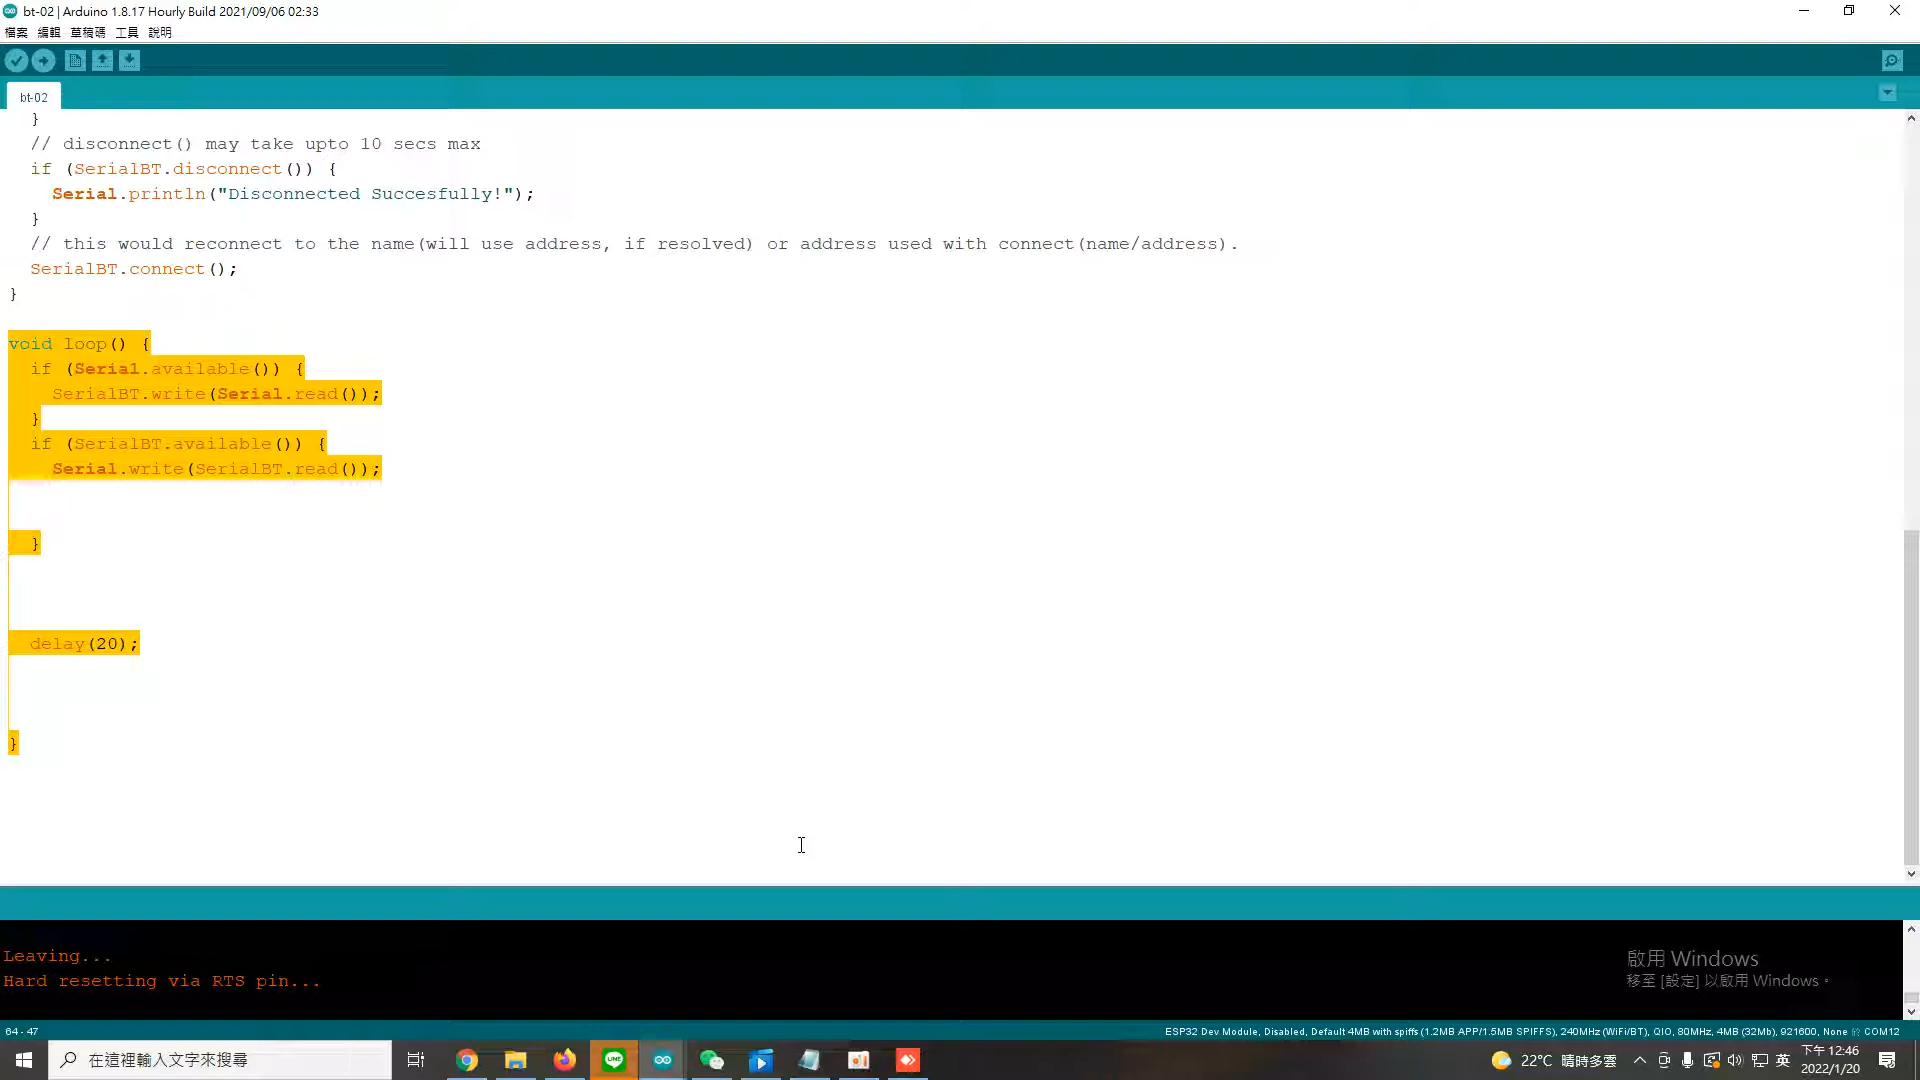 bt-02 | Arduino 1.8.17 Hourly Build 2021/09/06 02:33
檔案 編輯 草稿碼 工具 說明
bt-02
}
// disconnect() may take upto 10 secs max
if (SerialBT.disconnect()) {
Serial.println("Disconnected Succesfully!");
}
// this would reconnect to the name(will use address, if resolved) or address used with connect(name/address).
SerialBT.connect();
}
void loop() {
if (Serial.available()) {
SerialBT.write(Serial.read());
}
if (SerialBT.available()) {
Serial.write(SerialBT.read());
}
delay(20);
}
Leaving...
Hard resetting via RTS pin...
啟用 Windows
移至 [設定] 以啟用 Windows。
64 - 47
ESP32 Dev Module, Disabled, Default 4MB with spiffs (1.2MB APP/1.5MB SPIFFS), 240MHz (WiFi/BT), QIO, 80MHz, 4MB (32Mb), 921600, None 於 COM12
在這裡輸入文字來搜尋
LINE
22°C 晴時多雲
英
下午 12:46
2022/1/20